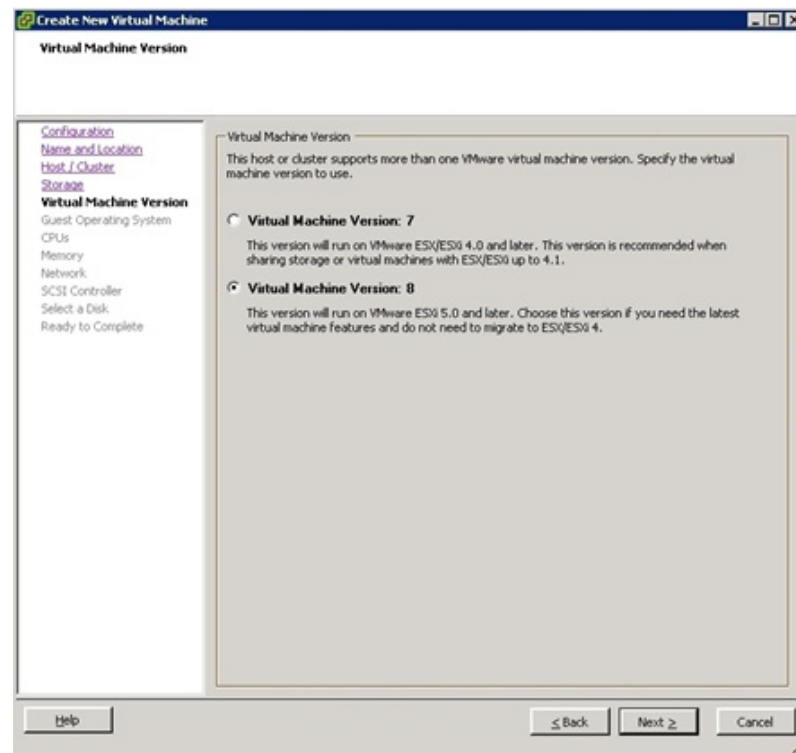 Create New Virtual Machine
Virtual Machine Version
Configuration
Name and Location
Host / Cluster
Storage
Virtual Machine Version
Guest Operating System
CPUs
Memory
Network
SCSI Controller
Select a Disk
Ready to Complete
Virtual Machine Version
This host or cluster supports more than one VMware virtual machine version. Specify the virtual
machine version to use.
Virtual Machine Version: 7
This version will run on VMware ESX/ESXi 4.0 and later. This version is recommended when
sharing storage or virtual machines with ESX/ESXi up to 4.1.
Virtual Machine Version: 8
This version will run on VMware ESXi 5.0 and later. Choose this version if you need the latest
virtual machine features and do not need to migrate to ESX/ESXi 4.
Help
< Back
Next >
Cancel